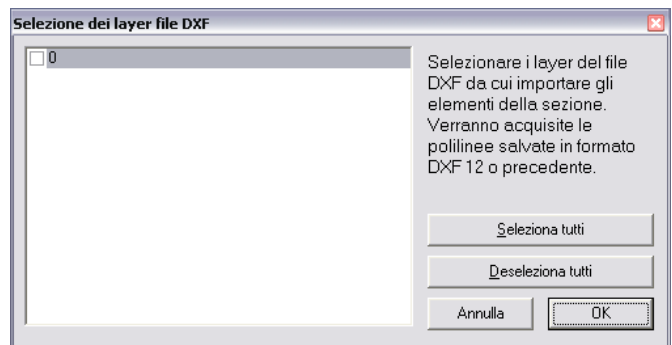 Selezione dei layer file DXF
0
Selezionare i layer del file
DXF da cui importare gli
elementi della sezione.
Verranno acquisite le
polilinee salvate in formato
DXF 12 o precedente.
Seleziona tutti
Deseleziona tutti
Annulla
OK